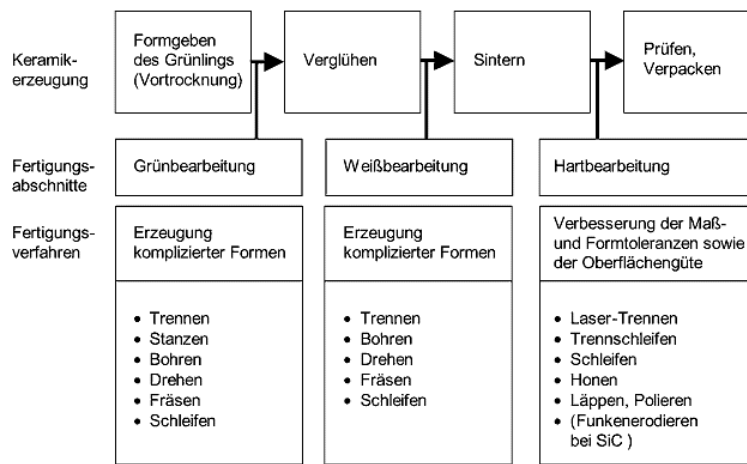 Keramik-
erzeugung
Formgeben
des Grünlings
(Vortrocknung)
Verglühen
Sintern
Prüfen,
Verpacken
Fertigungs-
abschnitte
Grünbearbeitung
Weißbearbeitung
Hartbearbeitung
Fertigungs-
verfahren
Erzeugung
komplizierter Formen
Erzeugung
komplizierter Formen
Verbesserung der Maß-
und Formtoleranzen sowie
der Oberflächengüte
• Trennen
• Stanzen
• Bohren
• Drehen
• Fräsen
• Schleifen
• Trennen
• Bohren
• Drehen
• Fräsen
• Schleifen
• Laser-Trennen
• Trennschleifen
• Schleifen
• Honen
• Läppen, Polieren
• (Funkenerodieren
bei SiC )